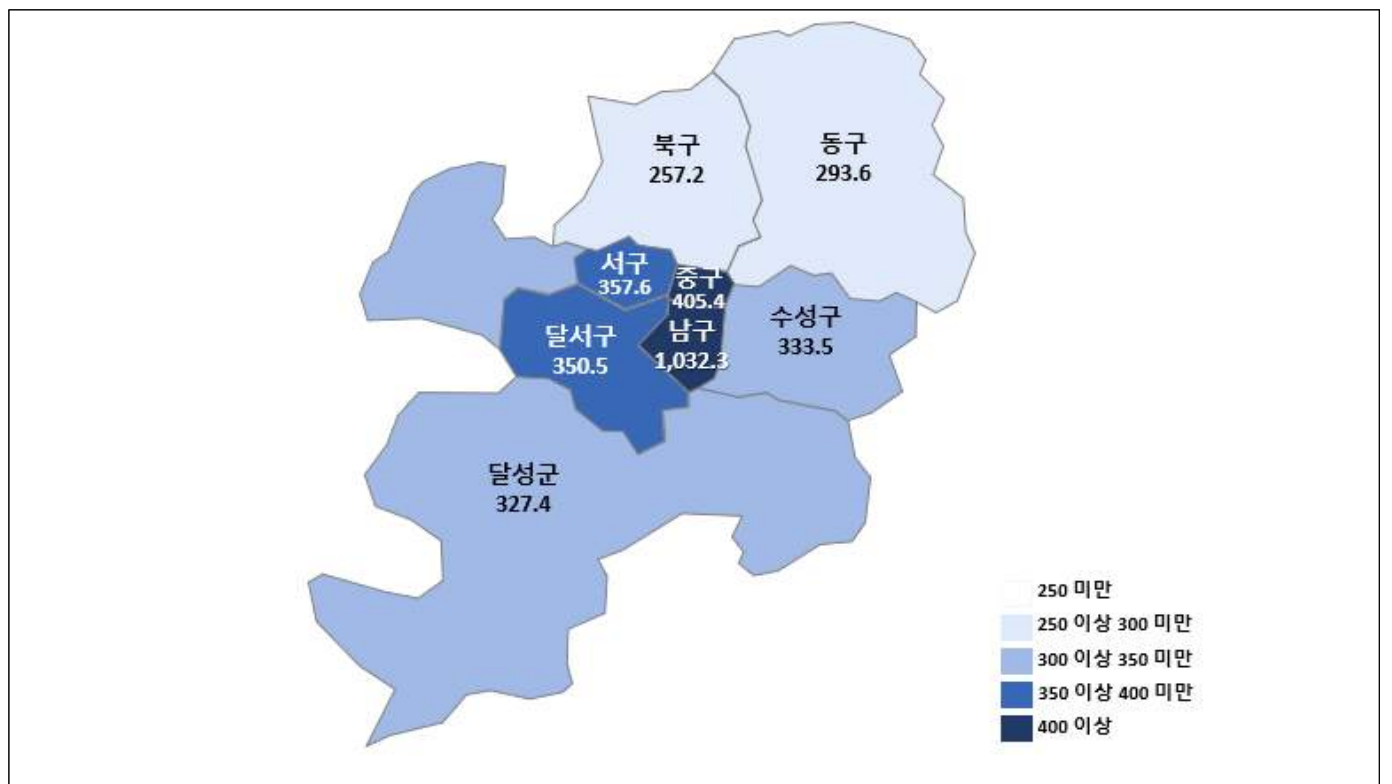 북구
257.2
동구
293.6
서구
357.6
중구
405.4
수성구
333.5
달서구
350.5
남구
1,032.3
달성군
327.4
250 미만
250 이상 300 미만
300 이상 350 미만
350 이상 400 미만
400 이상